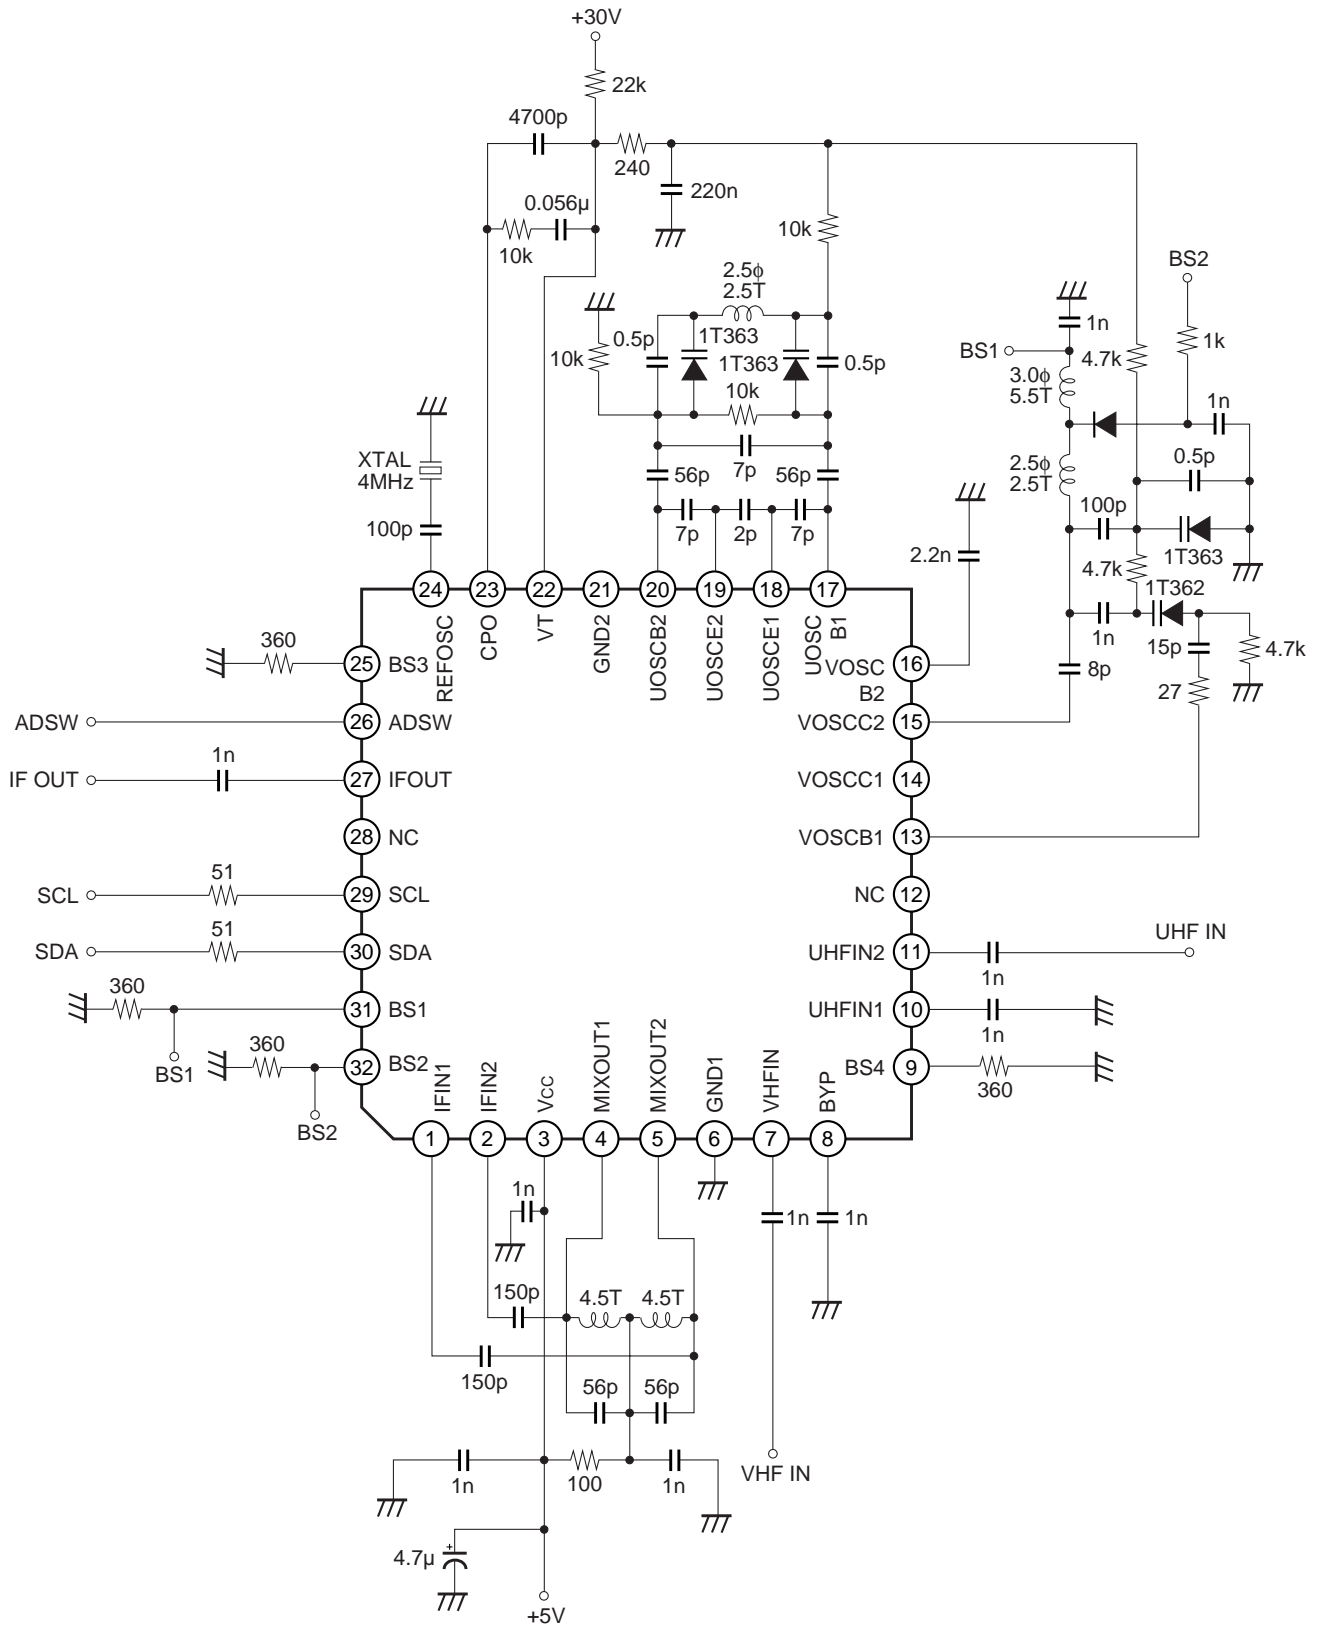 +30V
22k
4700p
240
220n
0.056µ
10k
10k
BS2
2.5ϕ
2.5T
1n
1k
BS1
4.7k
0.5p
1T363
10k
1T363
0.5p
3.0ϕ
5.5T
1n
10k
XTAL
4MHz
7p
56p
56p
2.5ϕ
2.5T
0.5p
100p
100p
7p
2p
7p
2.2n
1T363
4.7k
1T362
24
23
22
21
20
19
18
17
REFOSC
CPO
VT
GND2
UOSCB2
UOSCE2
UOSCE1
UOSC
B1
1n
15p
4.7k
360
25
BS3
VOSC
B2
16
8p
27
ADSW
26
ADSW
VOSCC2
15
1n
IF OUT
27
IFOUT
VOSCC1
14
28
NC
VOSCB1
13
51
SCL
29
SCL
NC
12
51
SDA
30
SDA
UHFIN2
11
1n
UHF IN
360
31
BS1
UHFIN1
10
1n
BS1
360
32
BS2
BS4
9
360
BS2
IFIN1
IFIN2
VCC
MIXOUT1
MIXOUT2
GND1
VHFIN
BYP
1
2
3
4
5
6
7
8
1n
1n
1n
150p
4.5T
4.5T
150p
56p
56p
1n
100
1n
VHF IN
+
4.7µ
+5V